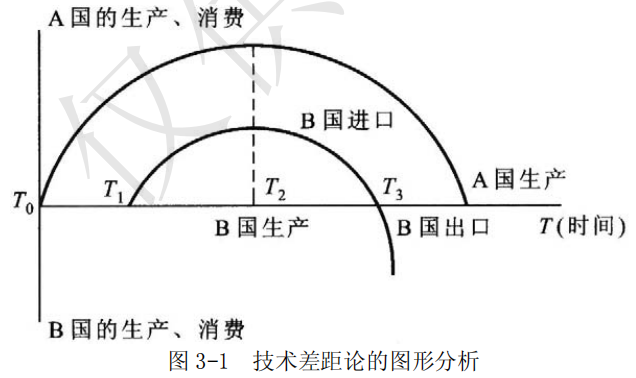 A国的生产、消费
B国进口
T₀
T₁
T₂
T₃
A国生产
B国生产
B国出口
T(时间)
B国的生产、消费
图 3-1 技术差距论的图形分析